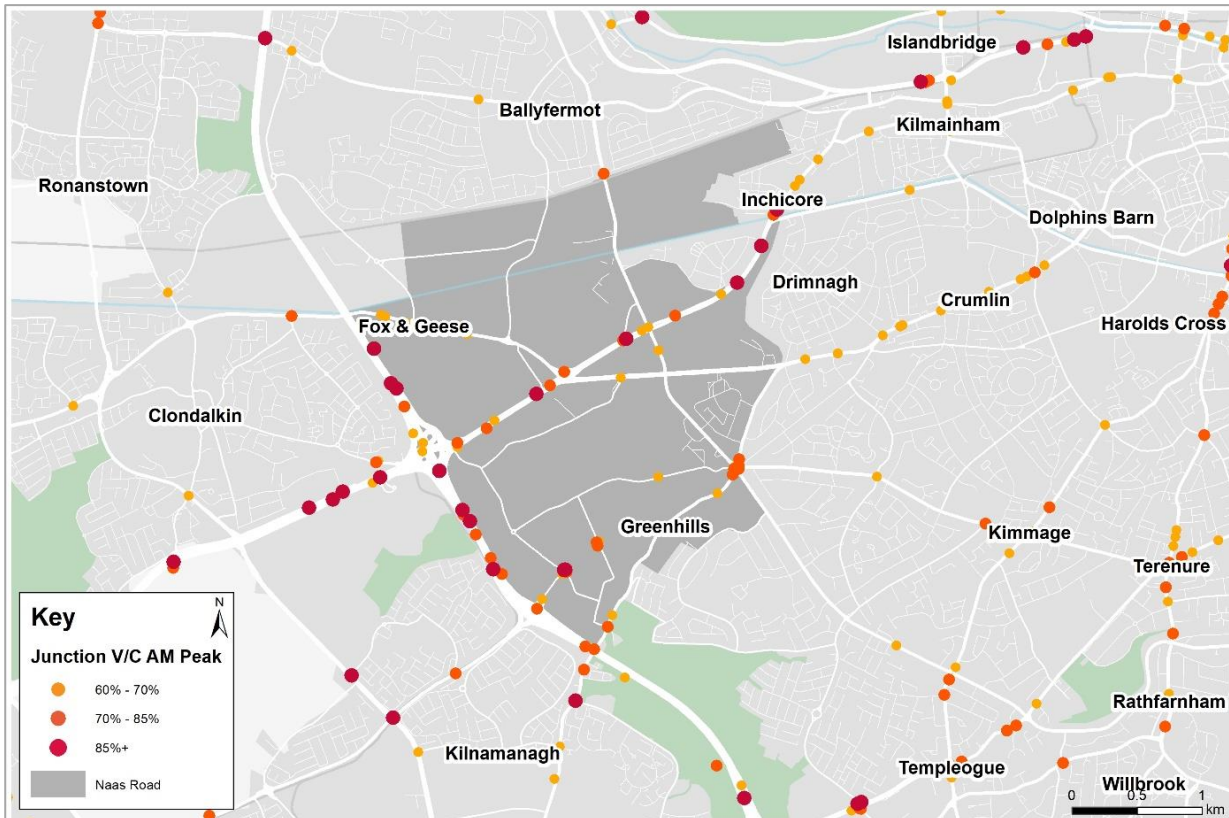 Islandbridge
Ballyfermot
Kilmainham
Ronanstown
Inchicore
Dolphins Barn
Drimnagh
Crumlin
Fox & Geese
Harolds Cross
Clondalkin
Greenhills
Kimmage
Terenure
Rathfarnham
Kilnamanagh
Templeogue
Willbrook
Key
N
Junction V/C AM Peak
60% - 70%
70% - 85%
85%+
Naas Road
0 0.5 1
km